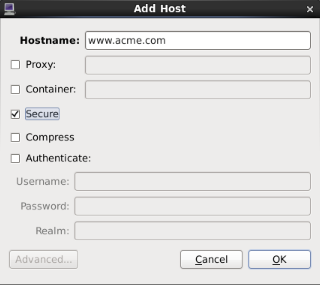 Add Host
Hostname: www.acme.com
Proxy:
Container:
Secure
Compress
Authenticate:
Username:
Password:
Realm:
Advanced... Cancel OK